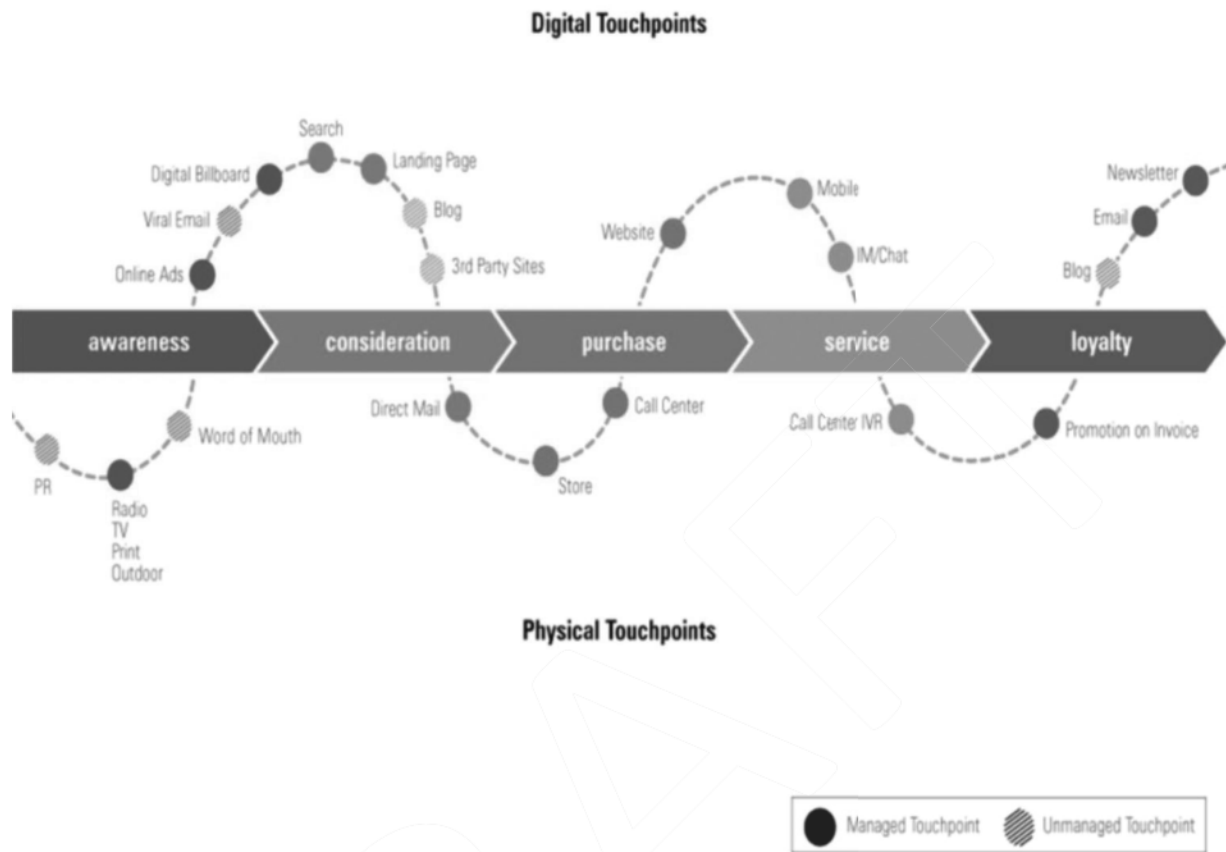 Digital Touchpoints
Search
Digital Billboard
Landing Page
Viral Email
Blog
Online Ads
3rd Party Sites
Website
Mobile
IM/Chat
Newsletter
Email
Blog
awareness
consideration
purchase
service
loyalty
PR
Radio
TV
Print
Outdoor
Word of Mouth
Direct Mail
Store
Call Center
Call Center IVR
Promotion on Invoice
Physical Touchpoints
Managed Touchpoint
Unmanaged Touchpoint